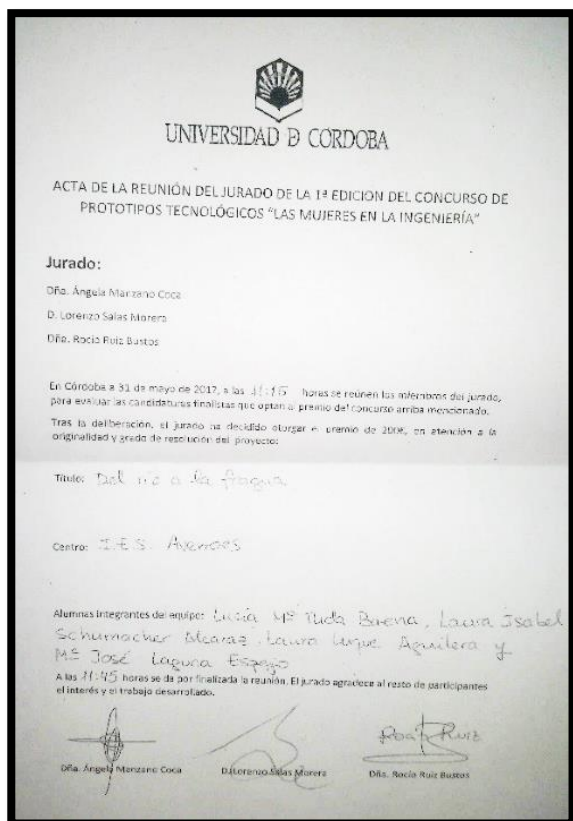 UNIVERSIDAD D CORDOBA
ACTA DE LA REUNIÓN DEL JURADO DE LA 1ª EDICION DEL CONCURSO DE
PROTOTIPOS TECNOLÓGICOS "LAS MUJERES EN LA INGENIERÍA"
Jurado:
Dña. Ángela Manzano Coca
D. Lorenzo Salas Morera
Dña. Rocío Ruiz Bustos
En Córdoba a 31 de mayo de 2017, a las 11:15 horas se reúnen los miembros del jurado,
para evaluar las candidaturas finalistas que optan a premio del concurso arriba mencionado.
Tras la deliberación, el jurado ha decidido otorgar el premio de 200€, en atención a la
originalidad y grado de resolución del proyecto:
Título: Del río a la fragua
Centro: I.E.S. Averroes
Alumnas integrantes del equipo: Lucía Mª Tuda Baena, Laura Isabel
Schumacher Alcaraz, Laura Luque Aguilera y
Mª José Laguna Espejo
A las 11:45 horas se da por finalizada la reunión. El jurado agradece al resto de participantes
el interés y el trabajo desarrollado.
Rocío Ruiz
Dña. Ángela Manzano Coca D. Lorenzo Salas Morera Dña. Rocío Ruiz Bustos